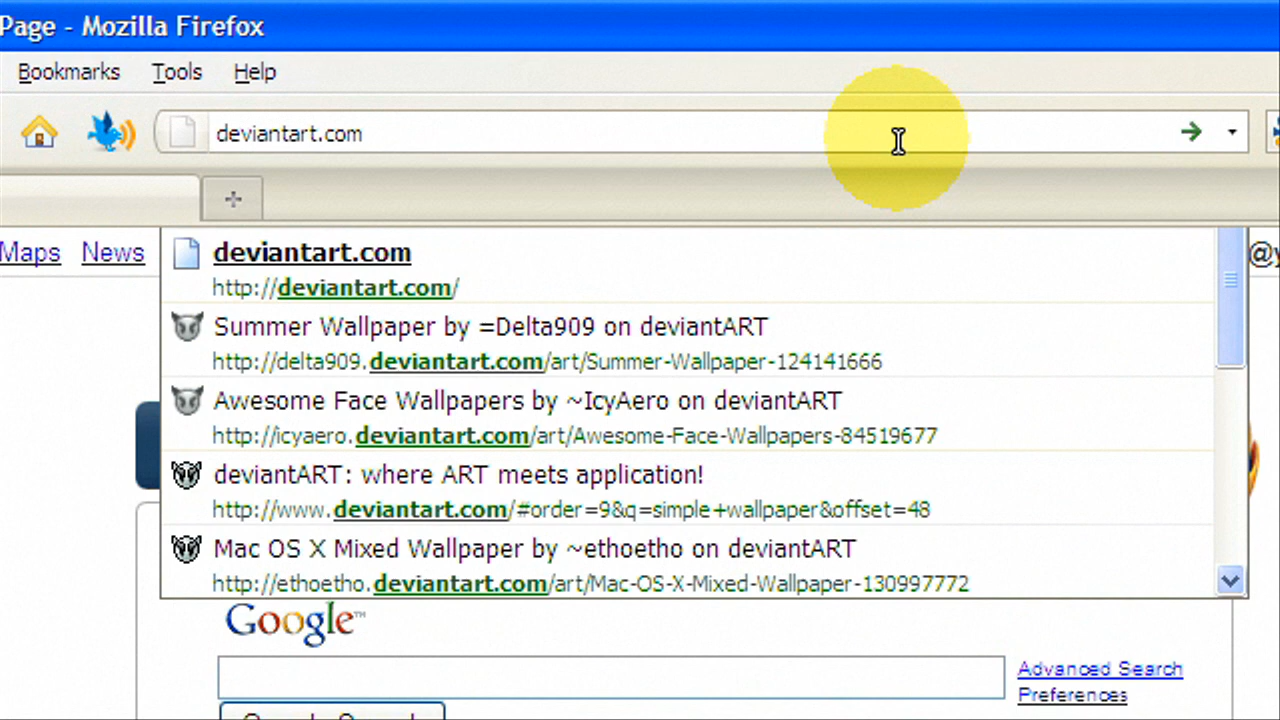 Page - Mozilla Firefox
Bookmarks Tools Help
deviantart.com
Maps News
deviantart.com
http://deviantart.com/
Summer Wallpaper by =Delta909 on deviantART
http://delta909.deviantart.com/art/Summer-Wallpaper-124141666
Awesome Face Wallpapers by ~IcyAero on deviantART
http://icyaero.deviantart.com/art/Awesome-Face-Wallpapers-84519677
deviantART: where ART meets application!
http://www.deviantart.com/#order=9&q=simple+wallpaper&offset=48
Mac OS X Mixed Wallpaper by ~ethoetho on deviantART
http://ethoetho.deviantart.com/art/Mac-OS-X-Mixed-Wallpaper-130997772
Google™
Advanced Search
Preferences